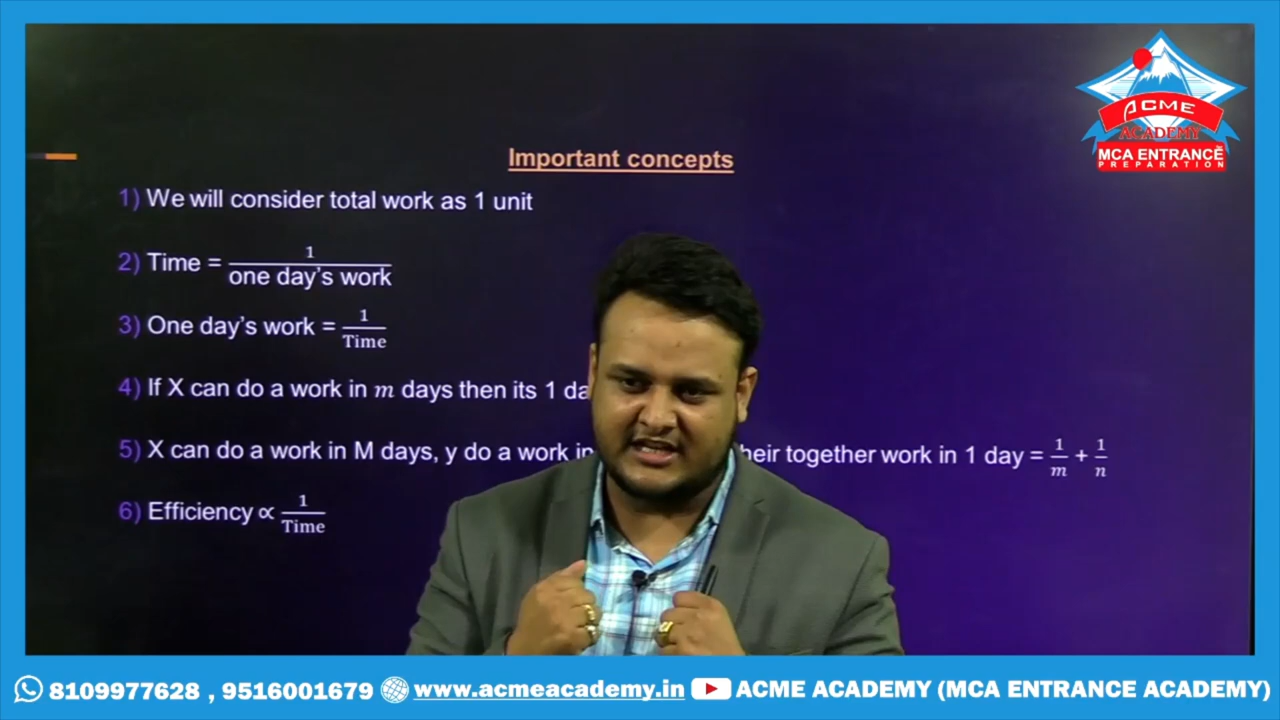 ACME
ACADEMY
MCA ENTRANCE
PREPARATION
Important concepts
1) We will consider total work as 1 unit
2) Time = 1/one day's work
3) One day's work = 1/Time
4) If X can do a work in m days then its 1
5) X can do a work in M days, y do a work in together work in 1 day = 1/m + 1/n
6) Efficiency ∝ 1/Time
8109977628 , 9516001679 www.acmeacademy.in ACME ACADEMY (MCA ENTRANCE ACADEMY)